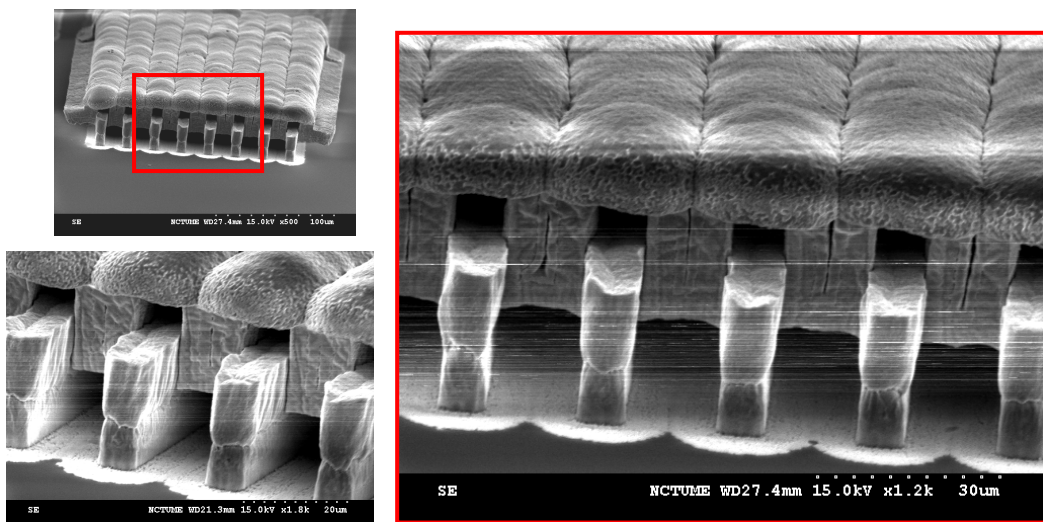 SE NCTUME WD27.4mm 15.0kV x500 100um
SE NCTUME WD21.3mm 15.0kV x1.8k 20um
SE NCTUME WD27.4mm 15.0kV x1.2k 30um